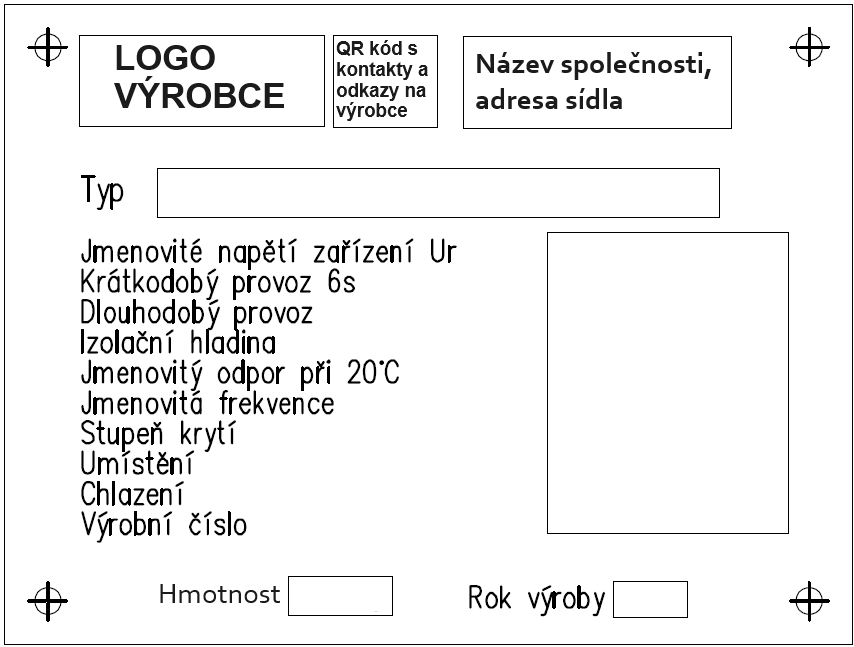 LOGO
VÝROBCE
QR kód s
kontakty a
odkazy na
výrobce
Název společnosti,
adresa sídla
Typ
Jmenovité napětí zařízení Ur
Krátkodobý provoz 6s
Dlouhodobý provoz
Izolační hladina
Jmenovitý odpor při 20°C
Jmenovitá frekvence
Stupeň krytí
Umístění
Chlazení
Výrobní číslo
Hmotnost
Rok výroby